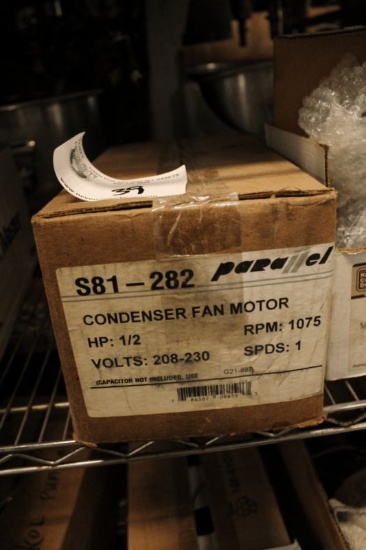 39
S81-282 parallel
CONDENSER FAN MOTOR
HP: 1/2 RPM: 1075
VOLTS: 208-230 SPDS: 1
CAPACITOR NOT INCLUDED, USE